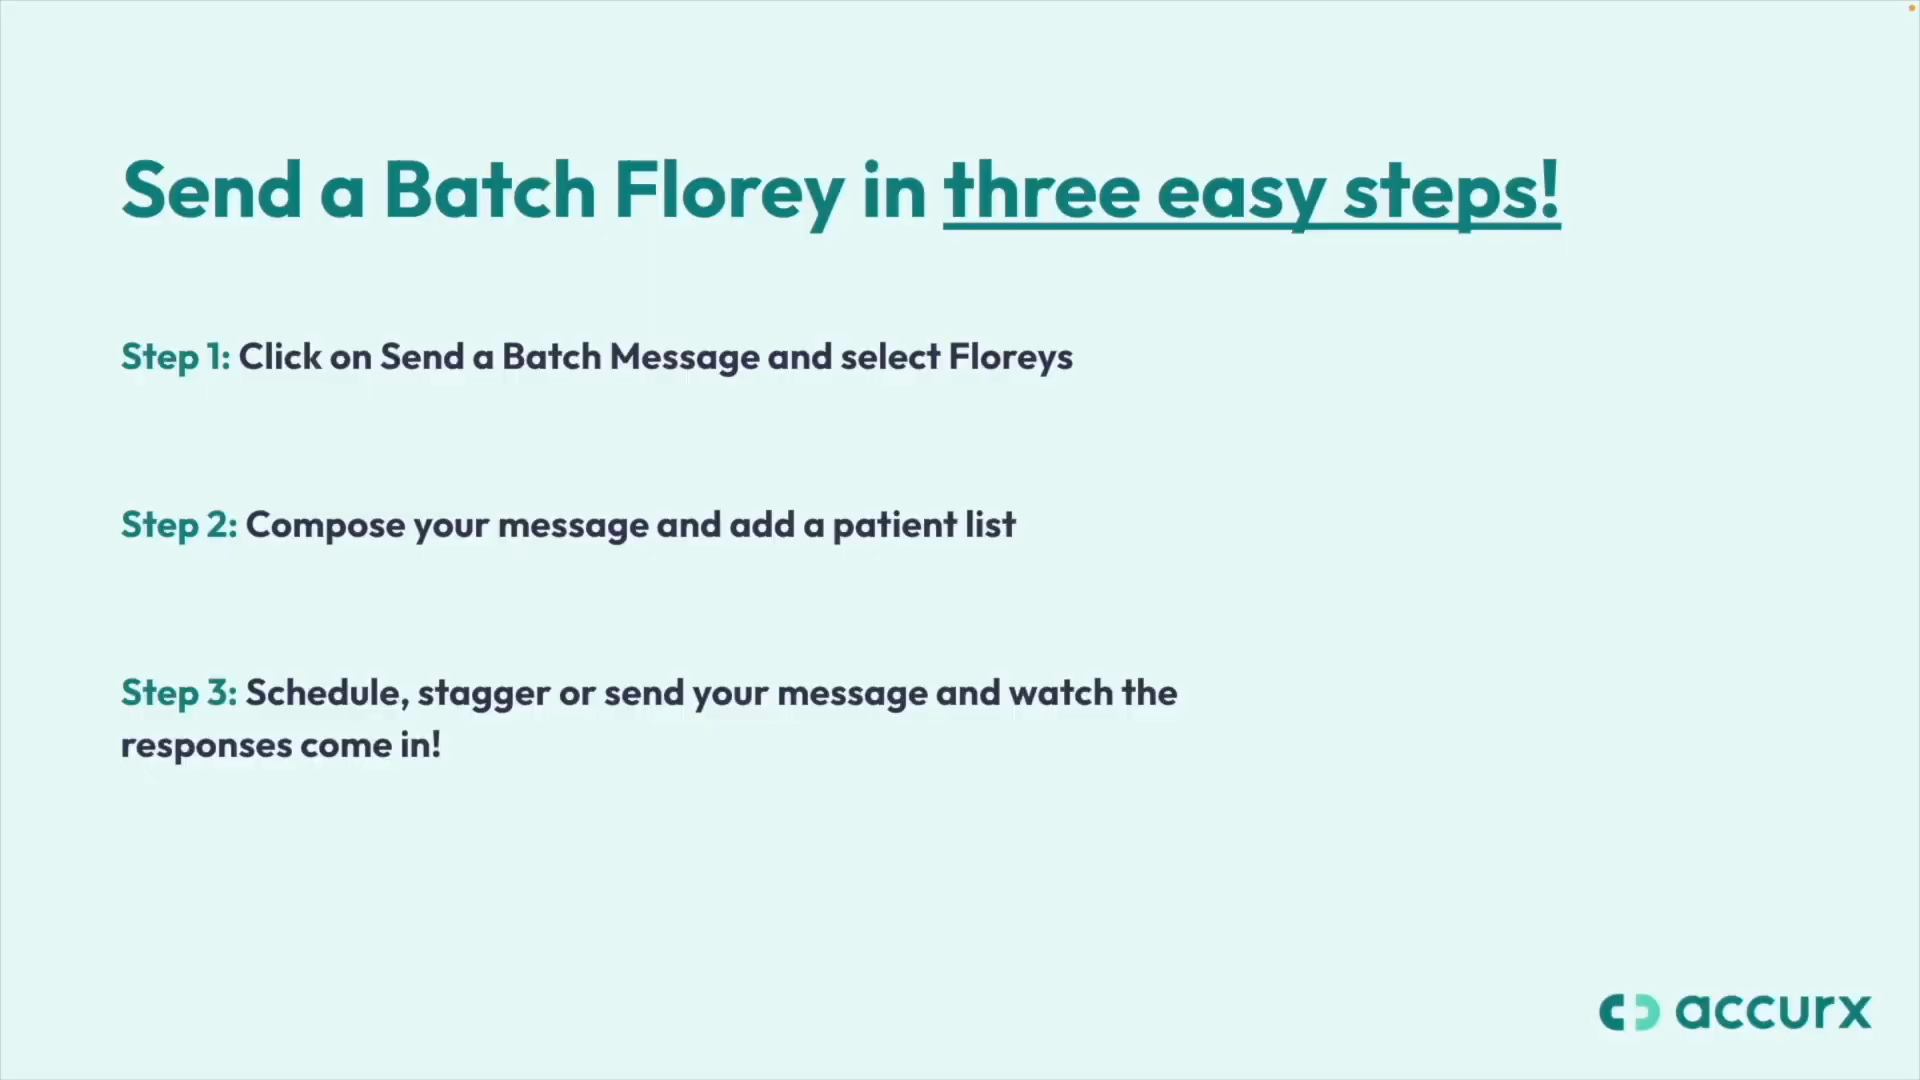 Send a Batch Florey in three easy steps!
Step 1: Click on Send a Batch Message and select Floreys
Step 2: Compose your message and add a patient list
Step 3: Schedule, stagger or send your message and watch the
responses come in!
accurx